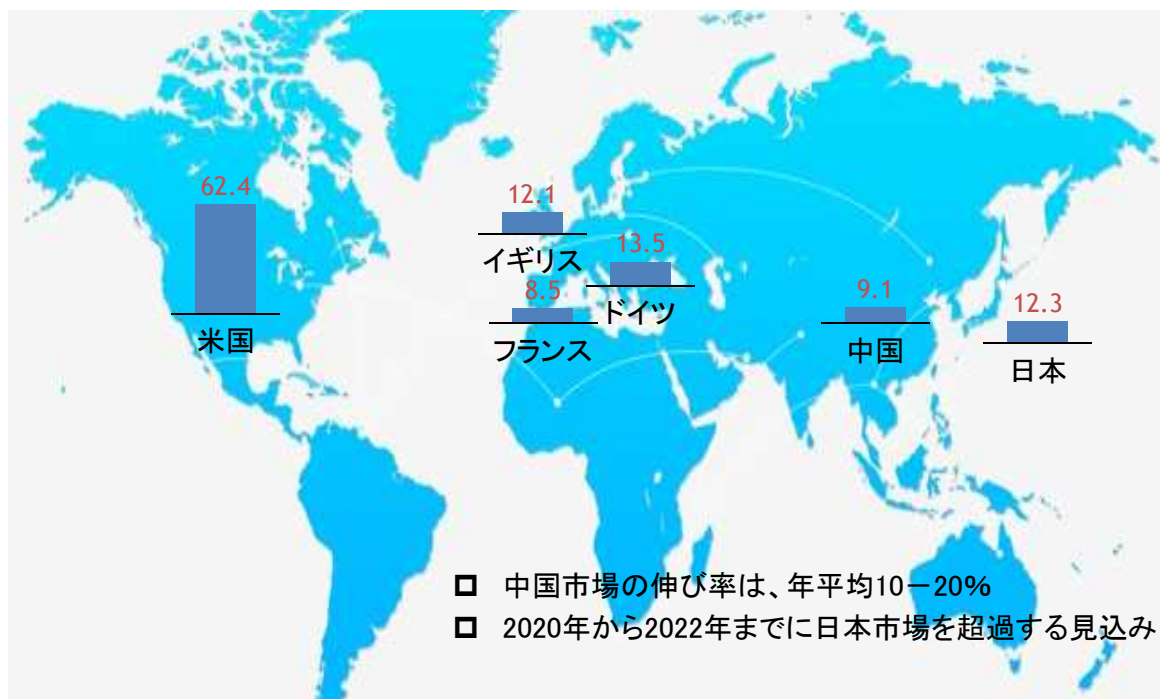 62.4
米国
12.1
イギリス
13.5
ドイツ
8.5
フランス
9.1
中国
12.3
日本
中国市場の伸び率は、年平均10－20%
2020年から2022年までに日本市場を超過する見込み